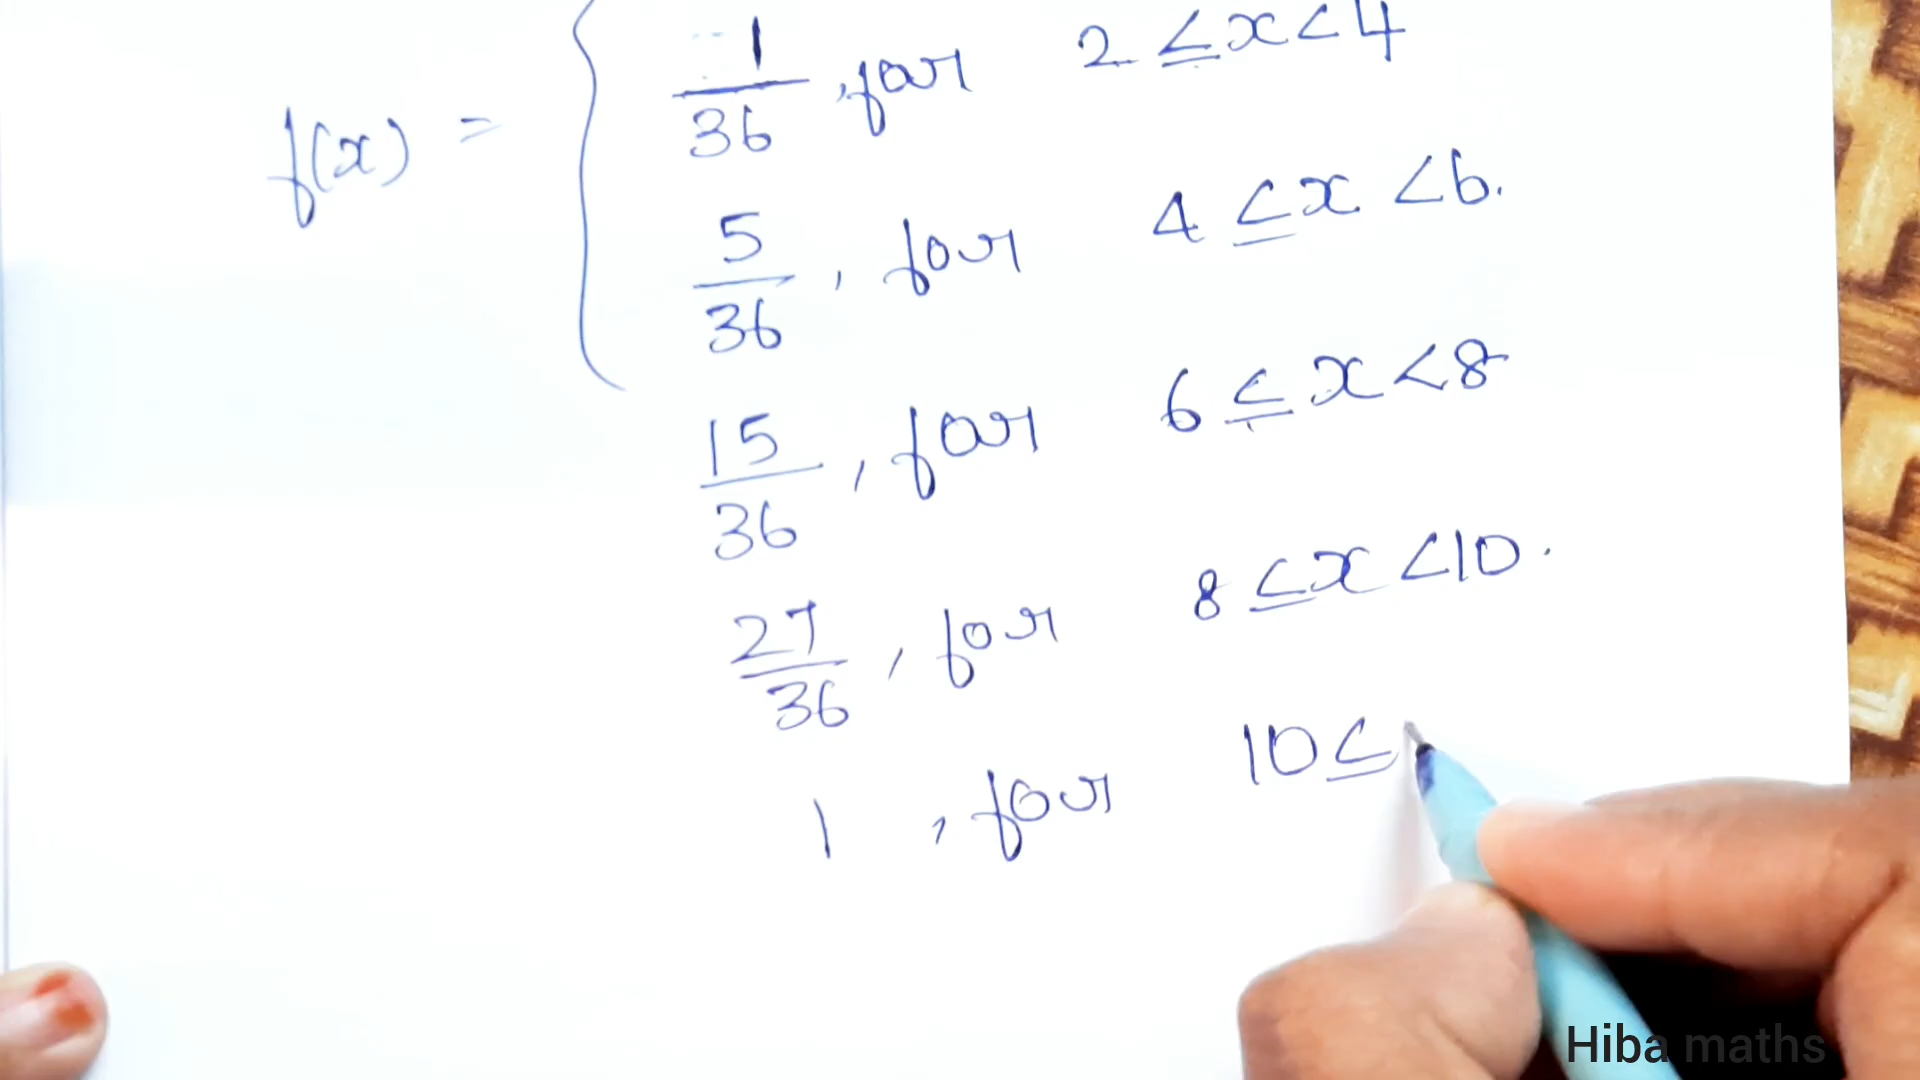 f(x) = { 1/36, for 2 ≤ x < 4
5/36, for 4 ≤ x < 6.
15/36, for 6 ≤ x < 8
27/36, for 8 ≤ x < 10.
1, for 10 ≤
Hiba maths